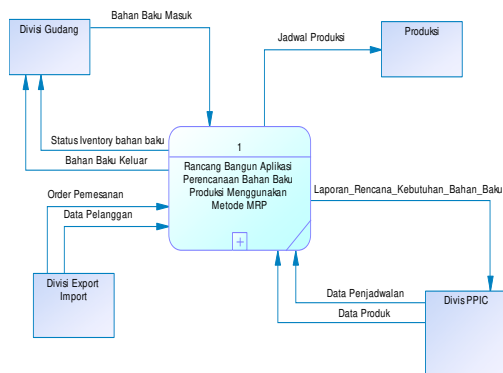 Bahan Baku Masuk
Divisi Gudang
Produksi
Jadwal Produksi
Status Iventory bahan baku
Bahan Baku Keluar
1
Rancang Bangun Aplikasi
Perencanaan Bahan Baku
Produksi Menggunakan
Metode MRP
Laporan_Rencana_Kebutuhan_Bahan_Baku
Order Pemesanan
Data Pelanggan
Divisi Export
Import
Data Penjadwalan
Data Produk
Divis PPIC